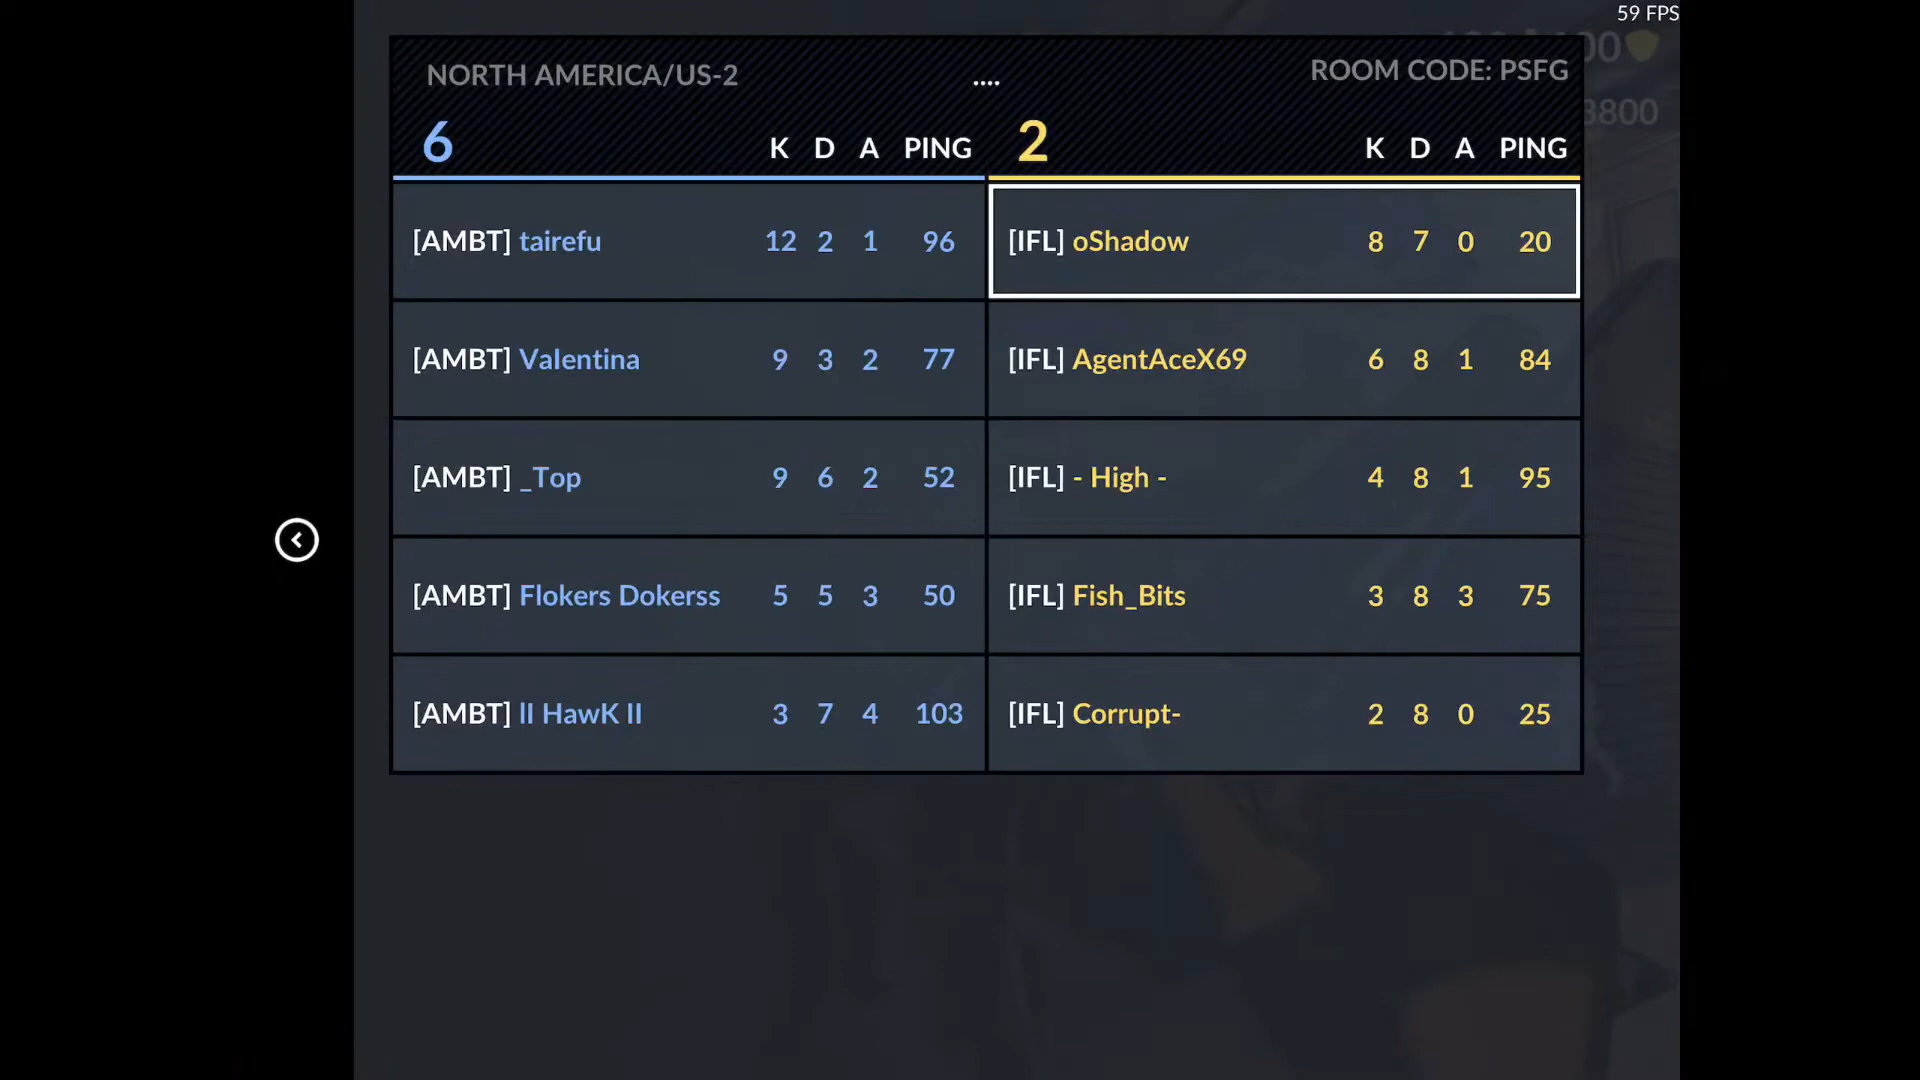 59 FPS
NORTH AMERICA/US-2 .... ROOM CODE: PSFG
6 K D A PING 2 K D A PING
[AMBT] tairefu 12 2 1 96 [IFL] oShadow 8 7 0 20
[AMBT] Valentina 9 3 2 77 [IFL] AgentAceX69 6 8 1 84
[AMBT] _Top 9 6 2 52 [IFL] - High - 4 8 1 95
[AMBT] Flokers Dokerss 5 5 3 50 [IFL] Fish_Bits 3 8 3 75
[AMBT] ll HawK ll 3 7 4 103 [IFL] Corrupt- 2 8 0 25